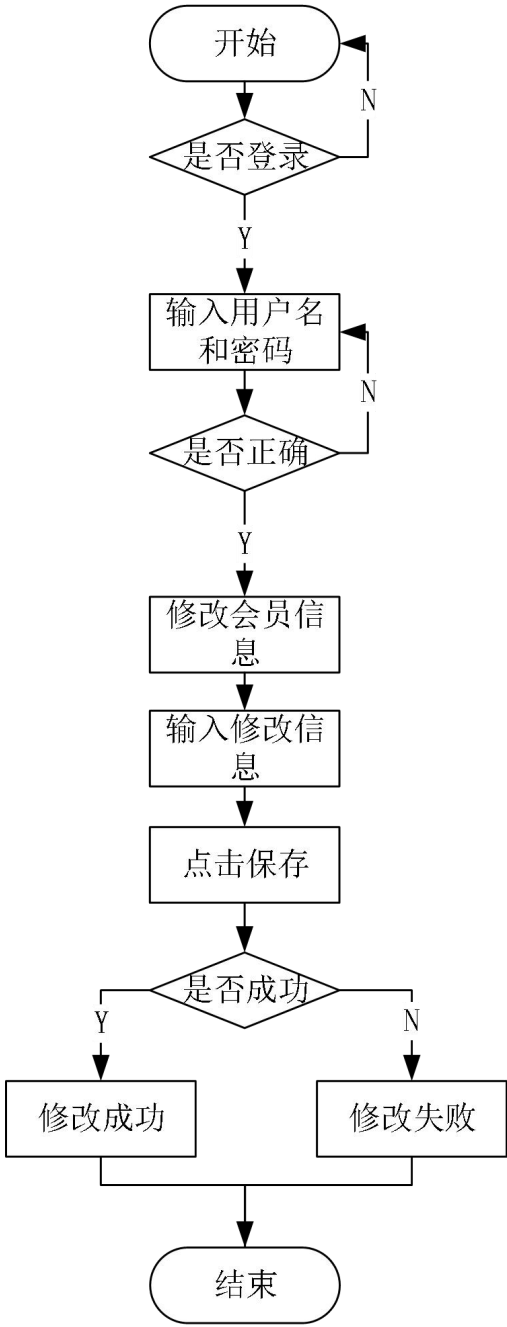 开始
N
是否登录
Y
输入用户名
和密码
N
是否正确
Y
修改会员信
息
输入修改信
息
点击保存
是否成功
Y
N
修改成功
修改失败
结束